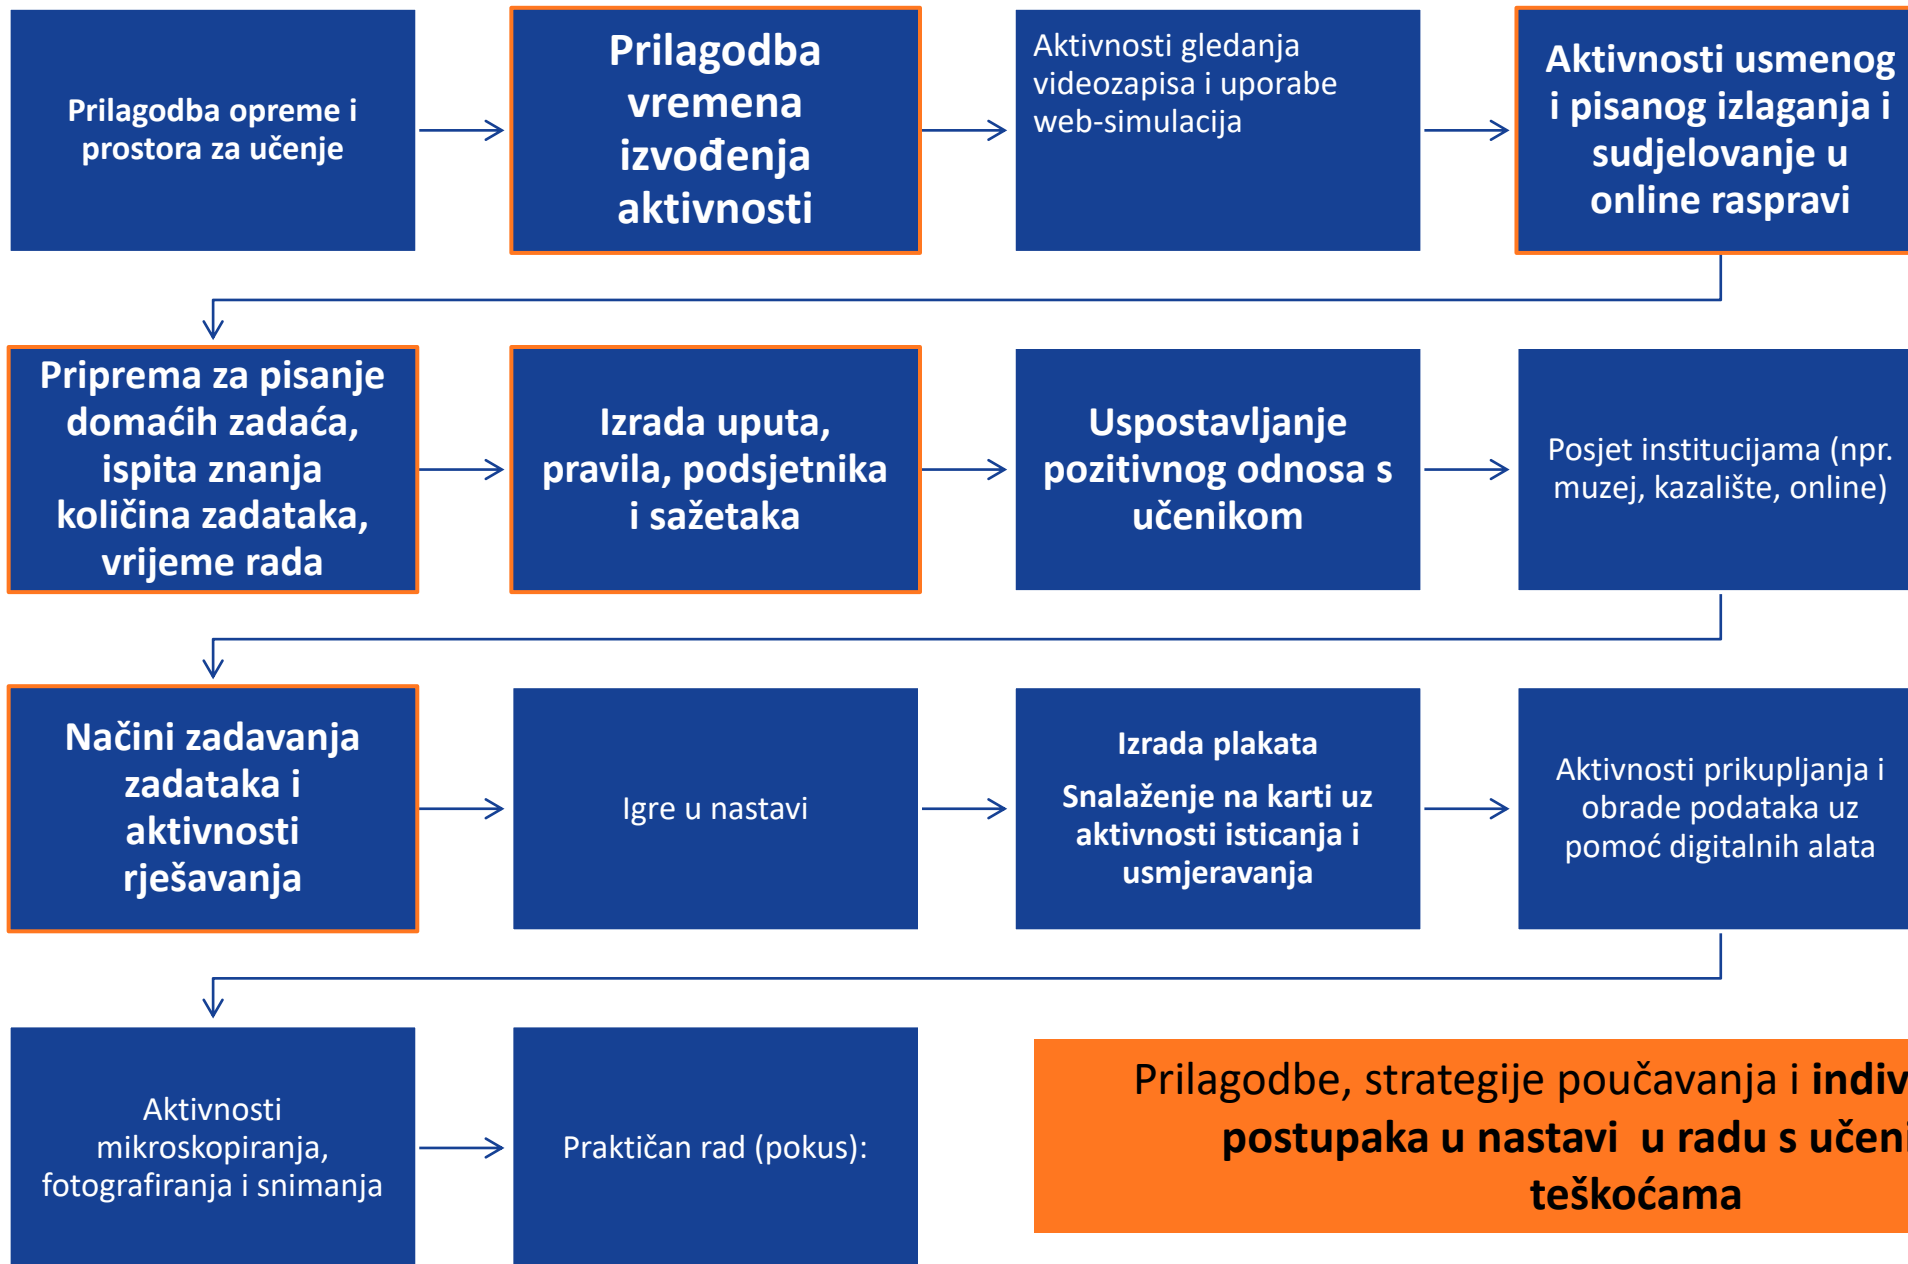 Prilagodba opreme i
prostora za učenje
Prilagodba
vremena
izvođenja
aktivnosti
Aktivnosti gledanja
videozapisa i uporabe
web-simulacija
Aktivnosti usmenog
i pisanog izlaganja i
sudjelovanje u
online raspravi
Priprema za pisanje
domaćih zadaća,
ispita znanja
količina zadataka,
vrijeme rada
Izrada uputa,
pravila, podsjetnika
i sažetaka
Uspostavljanje
pozitivnog odnosa s
učenikom
Posjet institucijama (npr.
muzej, kazalište, online)
Načini zadavanja
zadataka i
aktivnosti
rješavanja
Igre u nastavi
Izrada plakata
Snalaženje na karti uz
aktivnosti isticanja i
usmjeravanja
Aktivnosti prikupljanja i
obrade podataka uz
pomoć digitalnih alata
Aktivnosti
mikroskopiranja,
fotografiranja i snimanja
Praktičan rad (pokus):
Prilagodbe, strategije poučavanja i
postupaka u nastavi u radu s
teškoćama